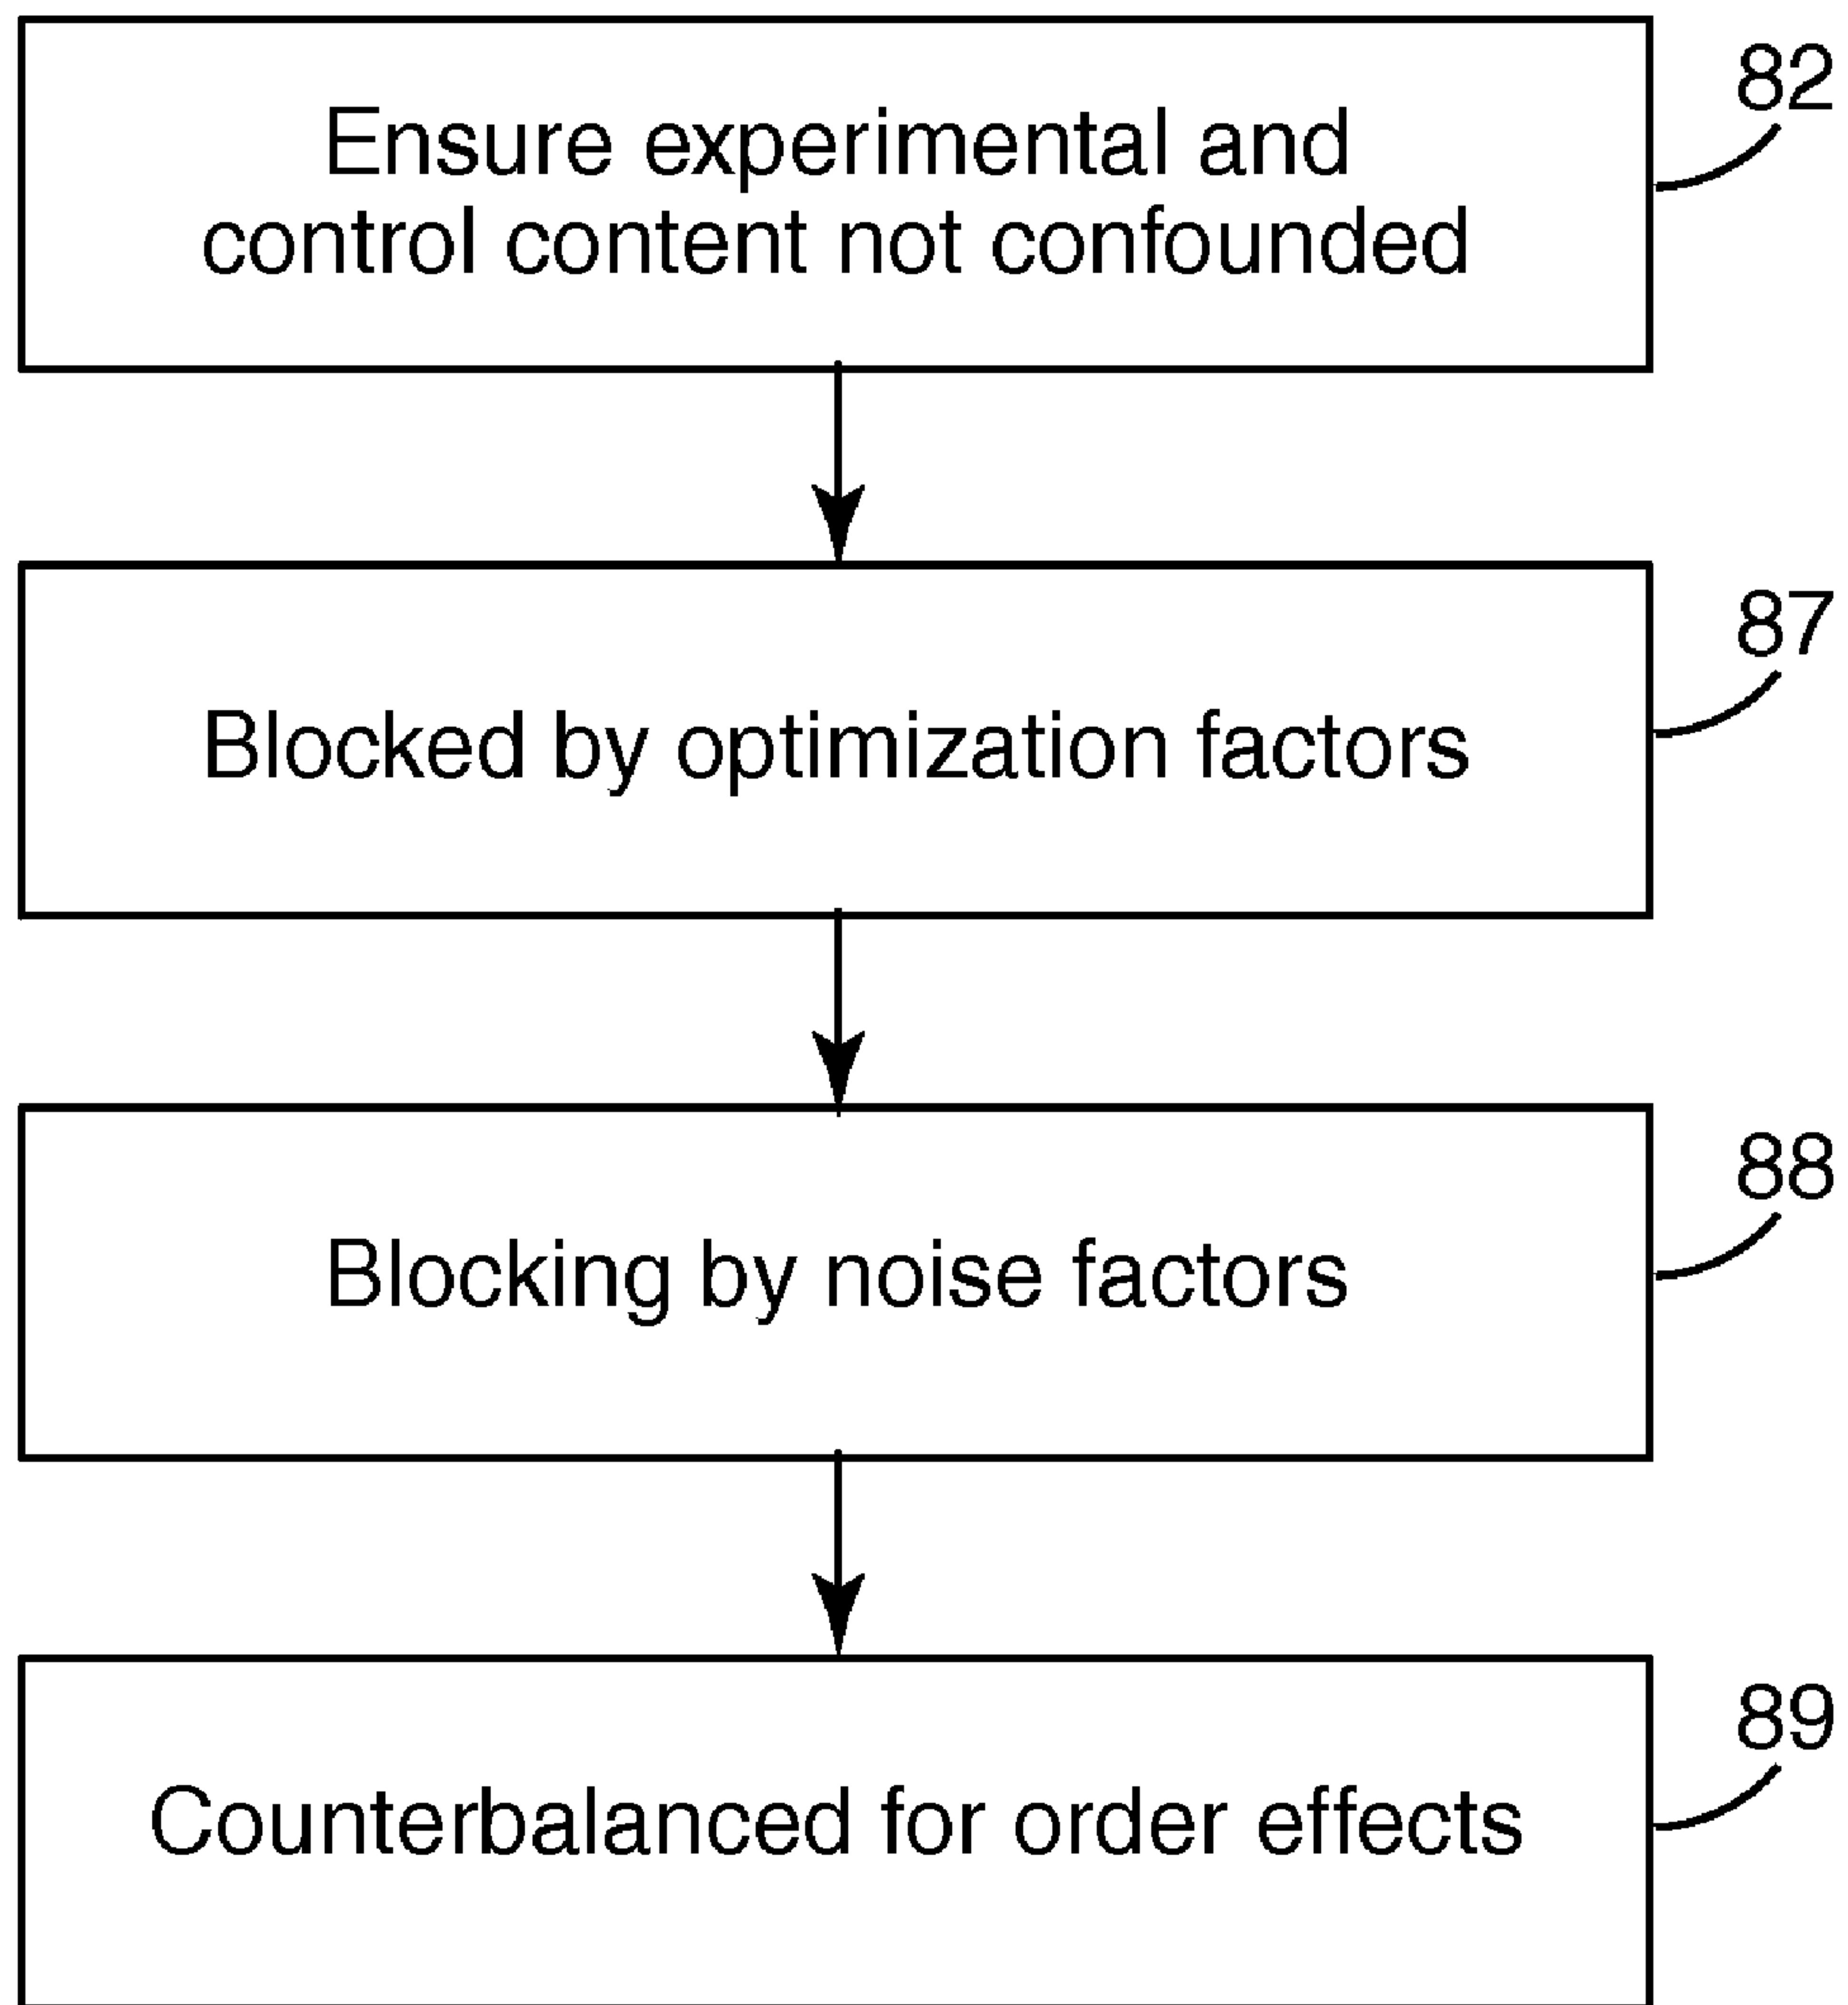 82
Ensure experimental and
control content not confounded
87
Blocked by optimization factors
88
Blocking by noise factors
89
Counterbalanced for order effects